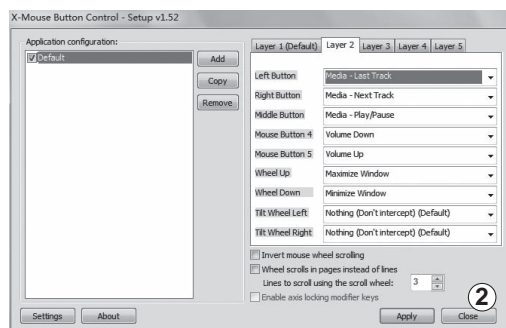 X-Mouse Button Control - Setup v1.52
Application configuration:
Default
Add
Copy
Remove
Layer 1 (Default) Layer 2 Layer 3 Layer 4 Layer 5
Left Button Media - Last Track
Right Button Media - Next Track
Middle Button Media - Play/Pause
Mouse Button 4 Volume Down
Mouse Button 5 Volume Up
Wheel Up Maximize Window
Wheel Down Minimize Window
Tilt Wheel Left Nothing (Don't intercept) (Default)
Tilt Wheel Right Nothing (Don't intercept) (Default)
Invert mouse wheel scrolling
Wheel scrolls in pages instead of lines
Lines to scroll using the scroll wheel: 3
Enable axis locking modifier keys
2
Settings About Apply Close